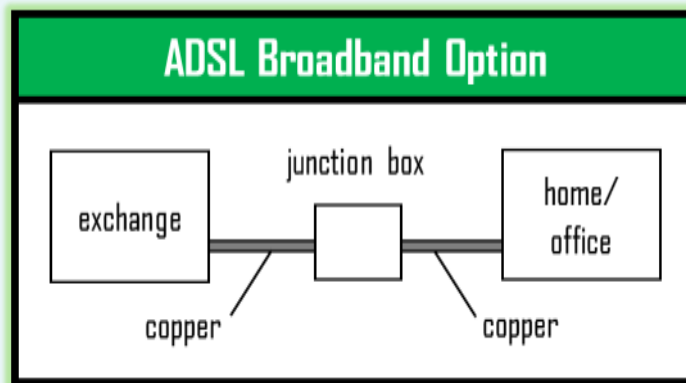 ADSL Broadband Option
junction box
exchange
home/
office
copper
copper